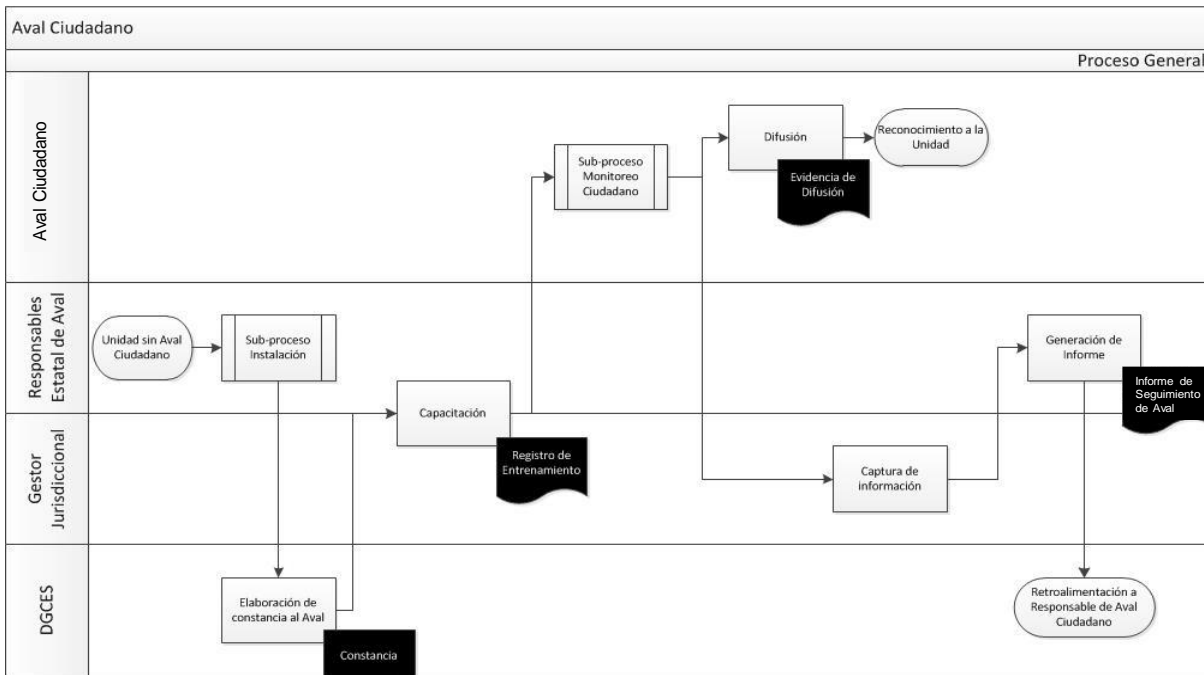 Aval Ciudadano
Proceso General
Aval Ciudadano
Difusión
Reconocimiento a la
Unidad
Sub-proceso
Monitoreo
Ciudadano
Evidencia de
Difusión
Responsables
Estatal de Aval
Unidad sin Aval
Ciudadano
Sub-proceso
Instalación
Generación de
Informe
Informe de
Seguimiento
de Aval
Capacitación
Registro de
Entrenamiento
Gestor
Jurisdiccional
Captura de
información
DGCES
Elaboración de
constancia al Aval
Constancia
Retroalimentación a
Responsable de Aval
Ciudadano